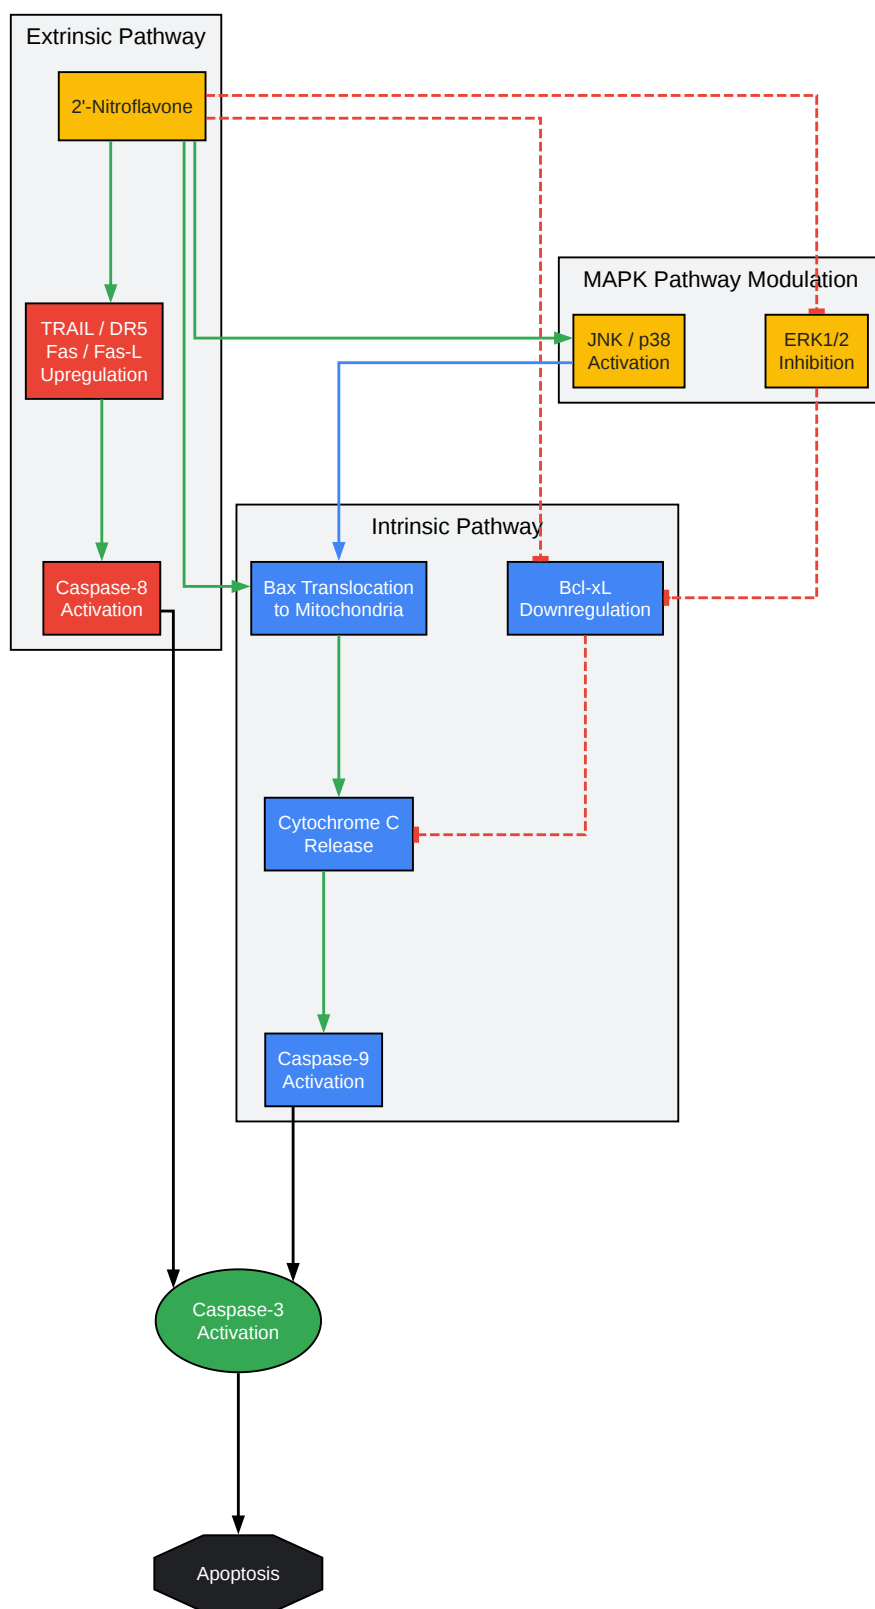 Extrinsic Pathway
2'-Nitroflavone
MAPK Pathway Modulation
TRAIL / DR5
Fas / Fas-L
Upregulation
JNK / p38
Activation
ERK1/2
Inhibition
Intrinsic Pathway
Caspase-8
Activation
Bax Translocation
to Mitochondria
Bcl-xL
Downregulation
Cytochrome C
Release
Caspase-9
Activation
Caspase-3
Activation
Apoptosis